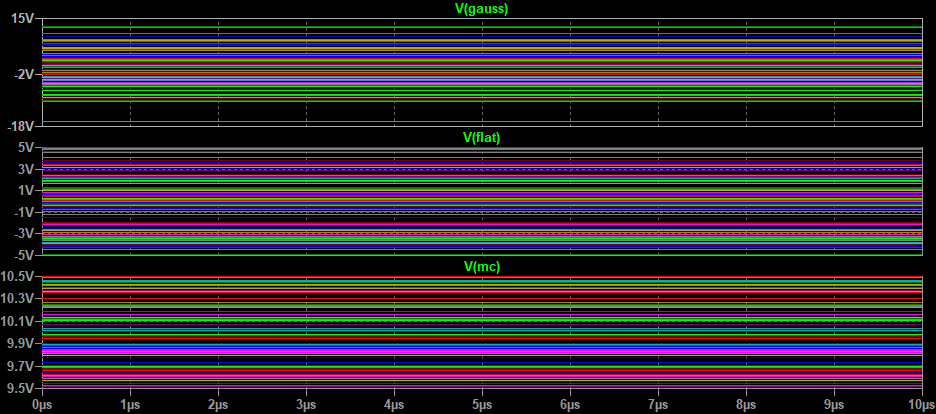 V(gauss)
15V
-2V
-18V
V(flat)
5V
3V
1V
-1V
-3V
-5V
V(mc)
10.5V
10.3V
10.1V
9.9V
9.7V
9.5V
0µs 1µs 2µs 3µs 4µs 5µs 6µs 7µs 8µs 9µs 10µs